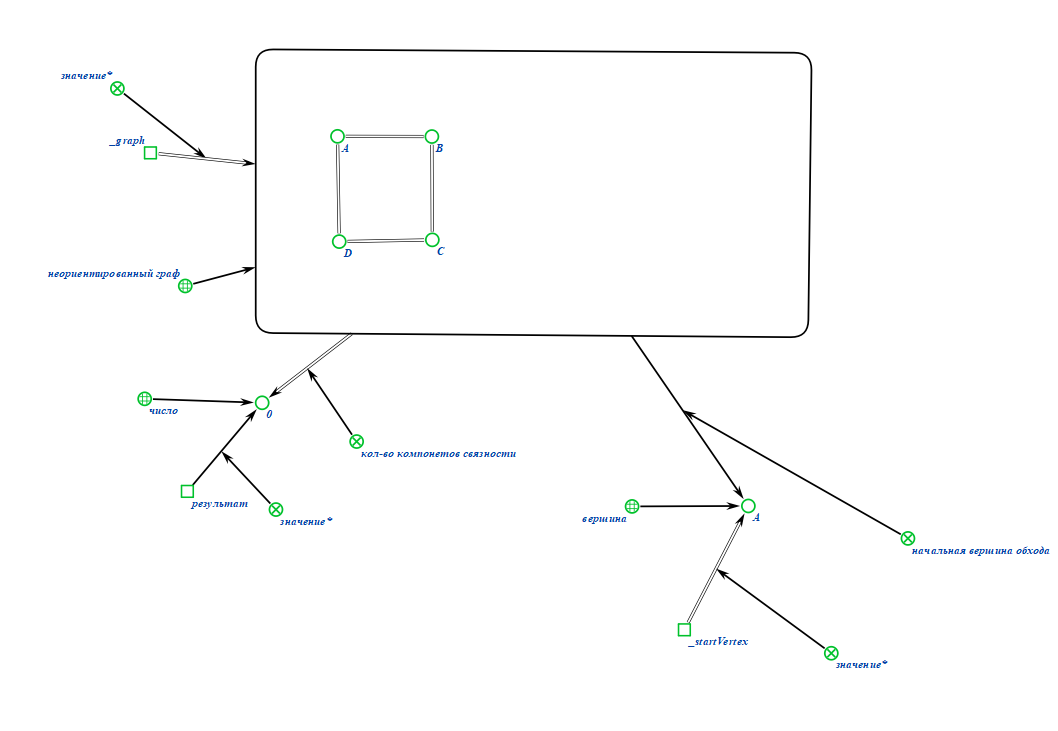 значение*
_graph
A
B
D
C
неориентированный граф
число
0
кол-во компонетов связности
результат
значение*
вершина
A
начальная вершина обхода
_startVertex
значение*